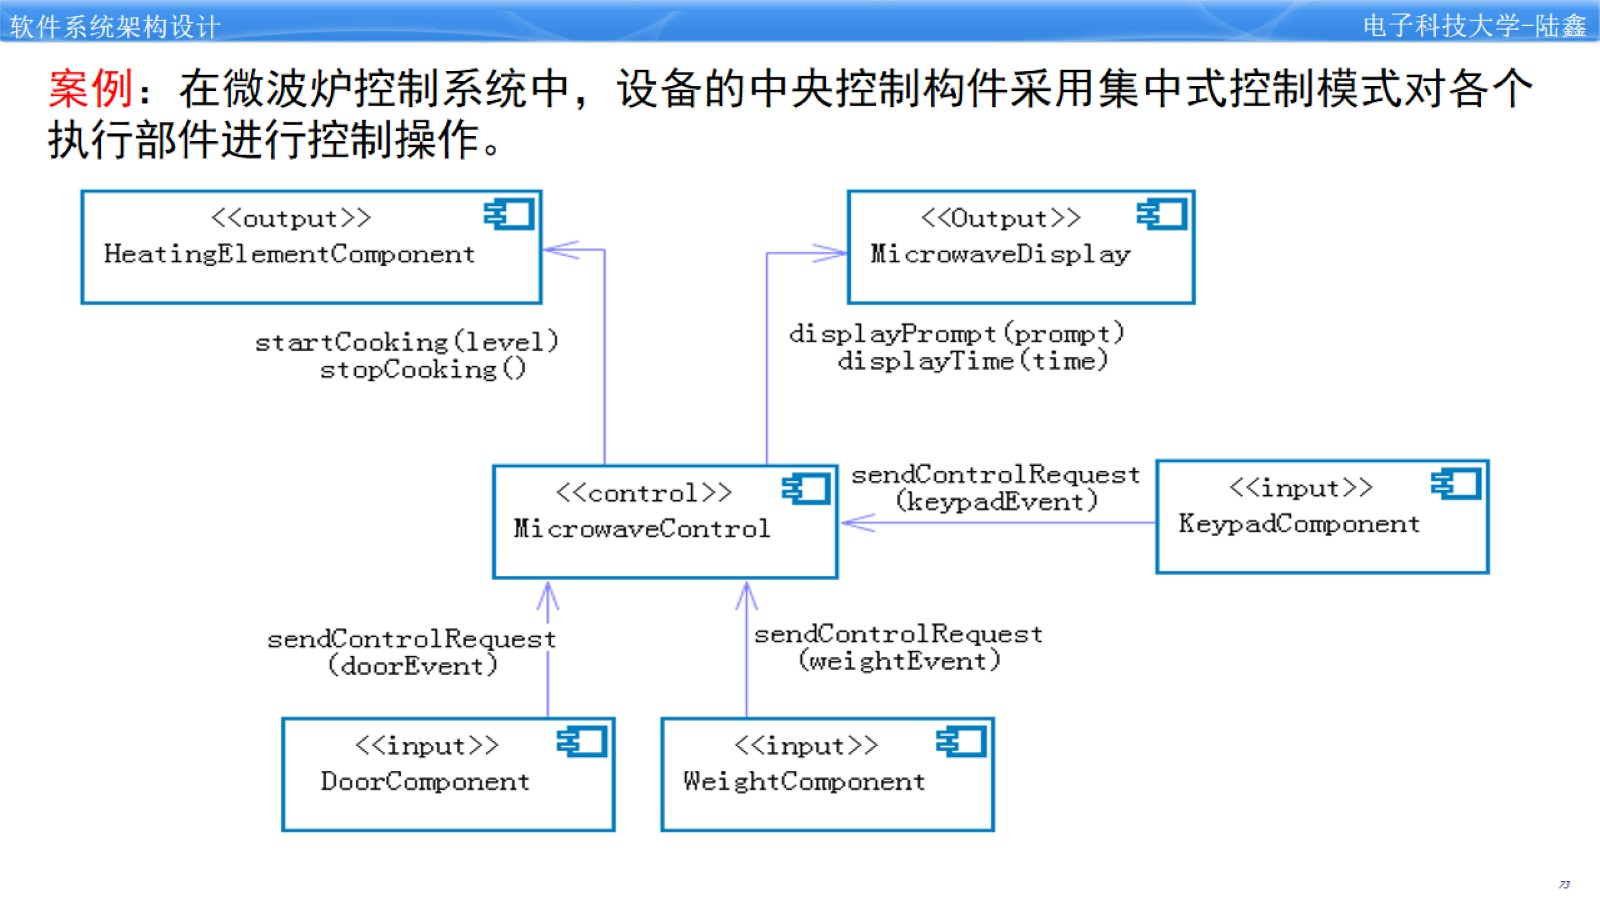 软件系统架构设计
电子科技大学-陆鑫
案例：在微波炉控制系统中，设备的中央控制构件采用集中式控制模式对各个
执行部件进行控制操作。
<<output>>
HeatingElementComponent
<<Output>>
MicrowaveDisplay
startCooking(level)
stopCooking()
displayPrompt(prompt)
displayTime(time)
<<control>>
MicrowaveControl
sendControlRequest
(keypadEvent)
<<input>>
KeypadComponent
sendControlRequest
(doorEvent)
sendControlRequest
(weightEvent)
<<input>>
DoorComponent
<<input>>
WeightComponent
73